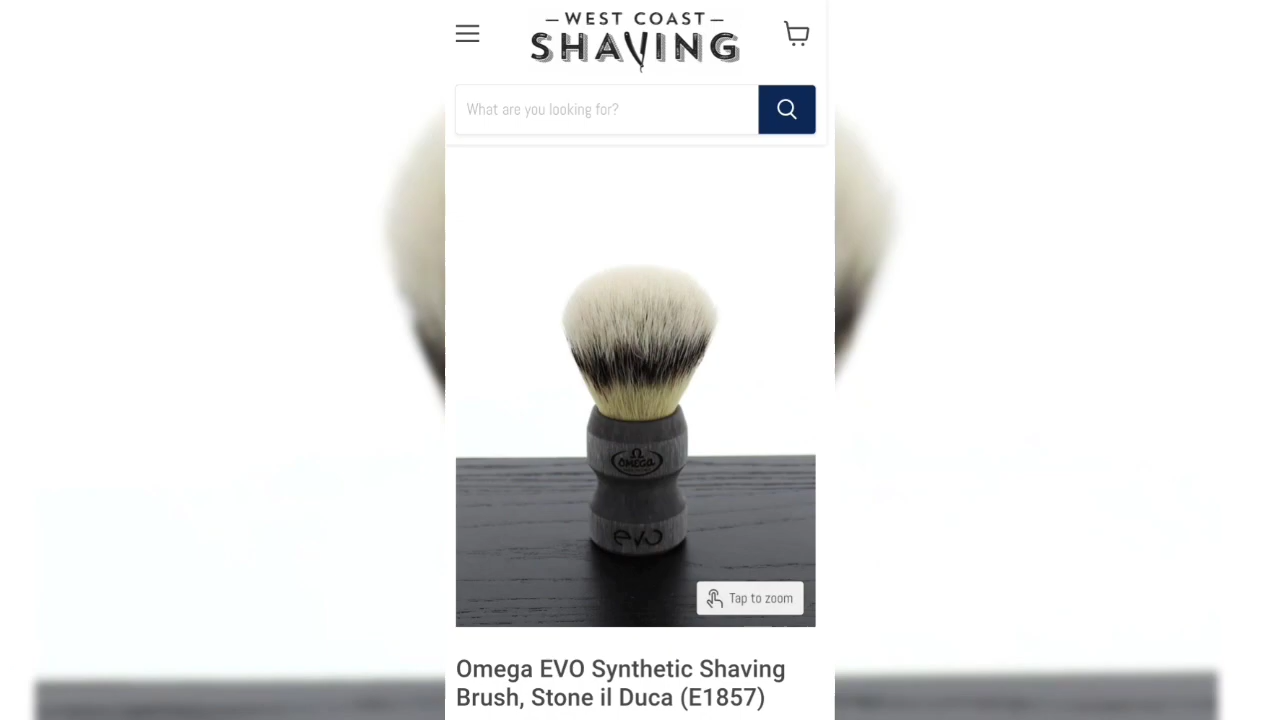 WEST COAST
SHAVING
What are you looking for?
OMEGA
evo
Tap to zoom
Omega EVO Synthetic Shaving
Brush, Stone il Duca (E1857)